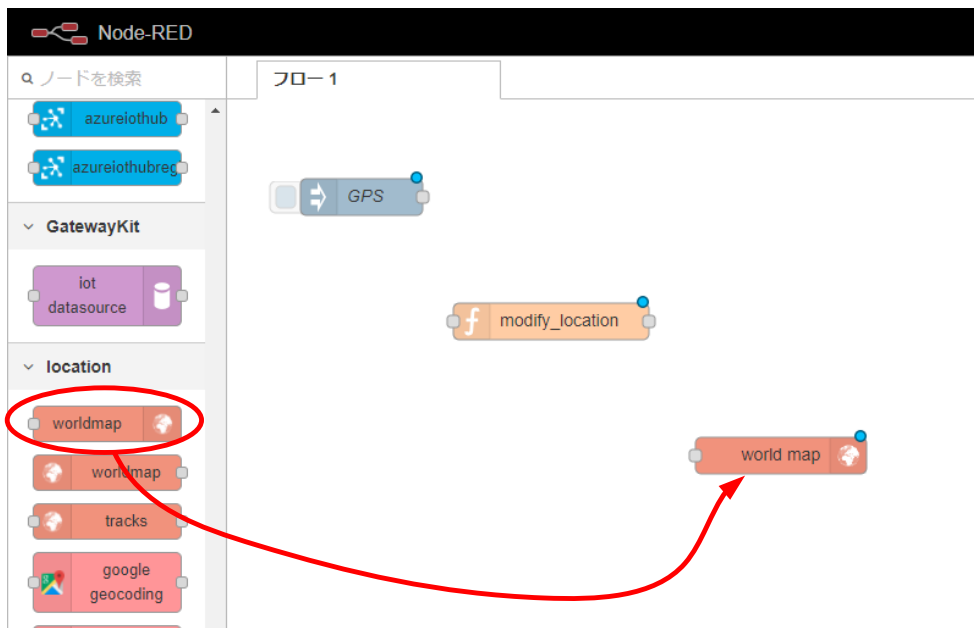 Node-RED
ノードを検索
フロー 1
azureiothub
azureiothubreg
GatewayKit
iot
datasource
location
worldmap
worldmap
tracks
google
geocoding
GPS
modify_location
world map